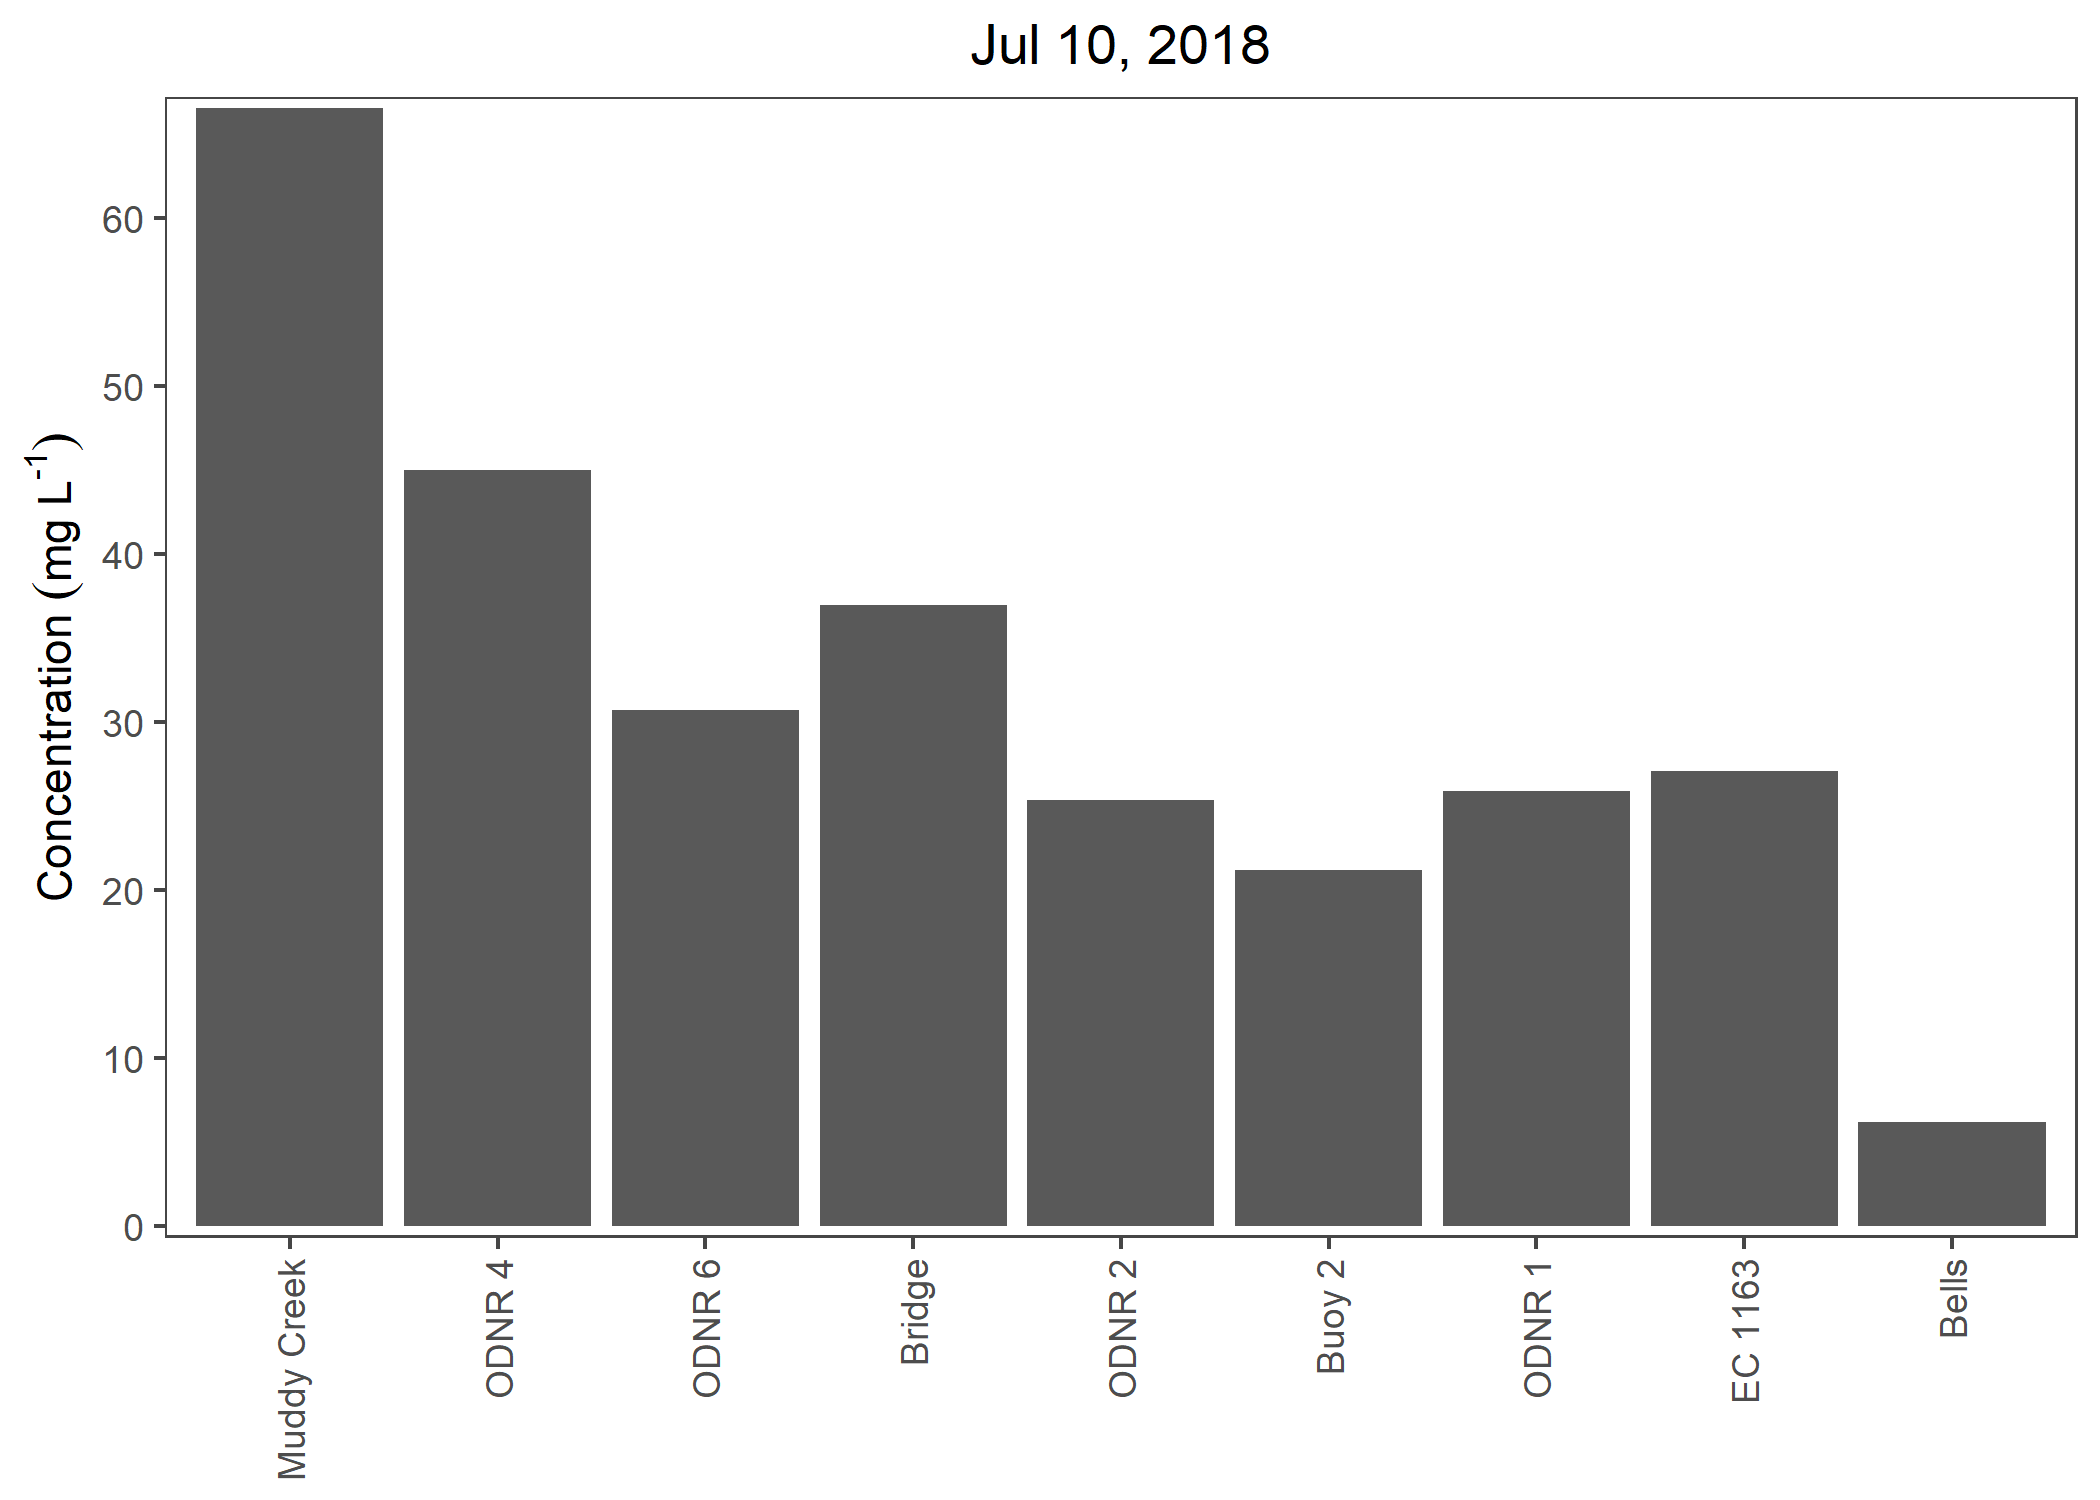 Jul 10, 2018
Concentration (mg L⁻¹)
60
50
40
30
20
10
0
Muddy Creek
ODNR 4
ODNR 6
Bridge
ODNR 2
Buoy 2
ODNR 1
EC 1163
Bells